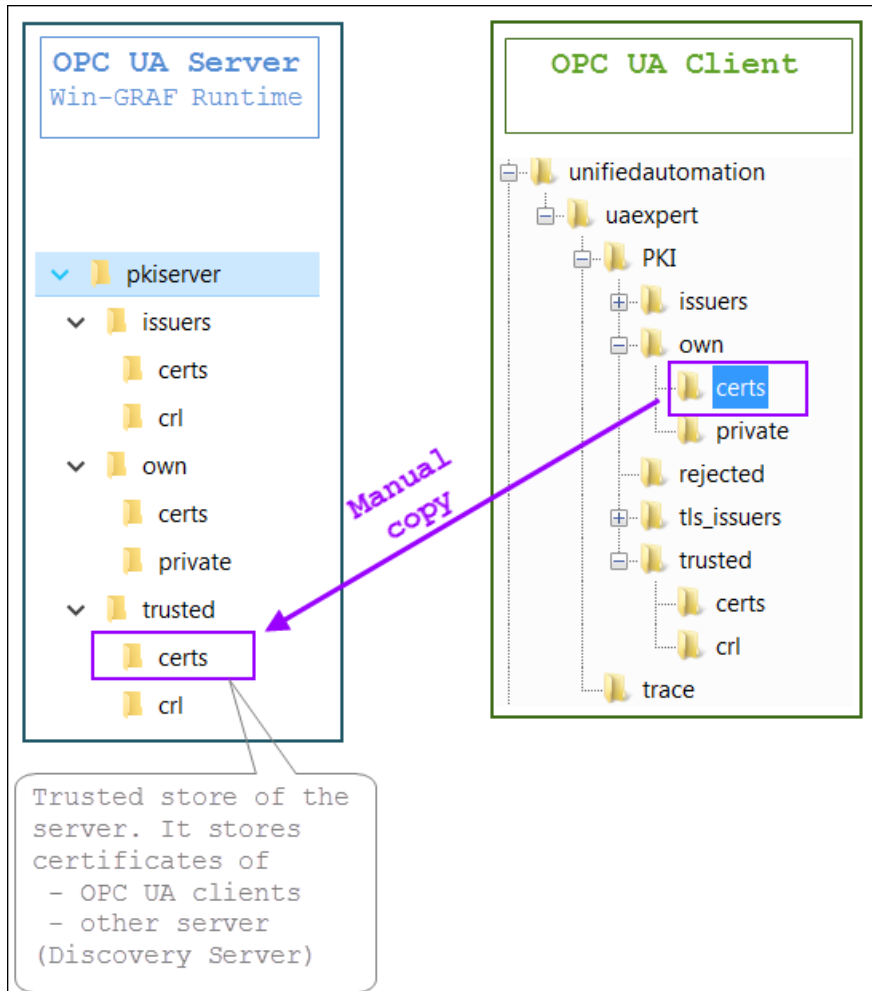 OPC UA Server
Win-GRAF Runtime
pkiserver
issuers
certs
crl
own
certs
private
trusted
certs
crl
Trusted store of the
server. It stores
certificates of
- OPC UA clients
- other server
(Discovery Server)
Manual
copy
OPC UA Client
unifiedautomation
uaexpert
PKI
issuers
own
certs
private
rejected
tls_issuers
trusted
certs
crl
trace